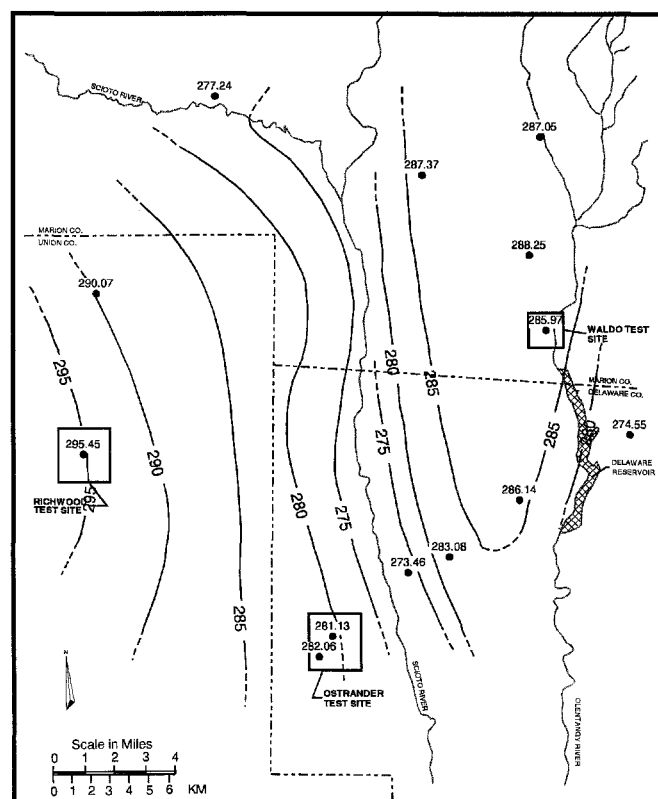 SCIOTO RIVER
277.24
287.05
287.37
288.25
MARION CO.
UNION CO.
290.07
285.97
WALDO TEST
SITE
295
280
285
MARION CO.
DELAWARE CO.
275
285
274.55
295.45
290
DELAWARE
RESERVOIR
RICHWOOD
TEST SITE
295
280
275
286.14
283.08
273.46
285
281.13
282.06
N
OSTRANDER
TEST SITE
SCIOTO RIVER
OLENTANGY RIVER
Scale in Miles
0 1 2 3 4
0 1 2 3 4 5 6 KM